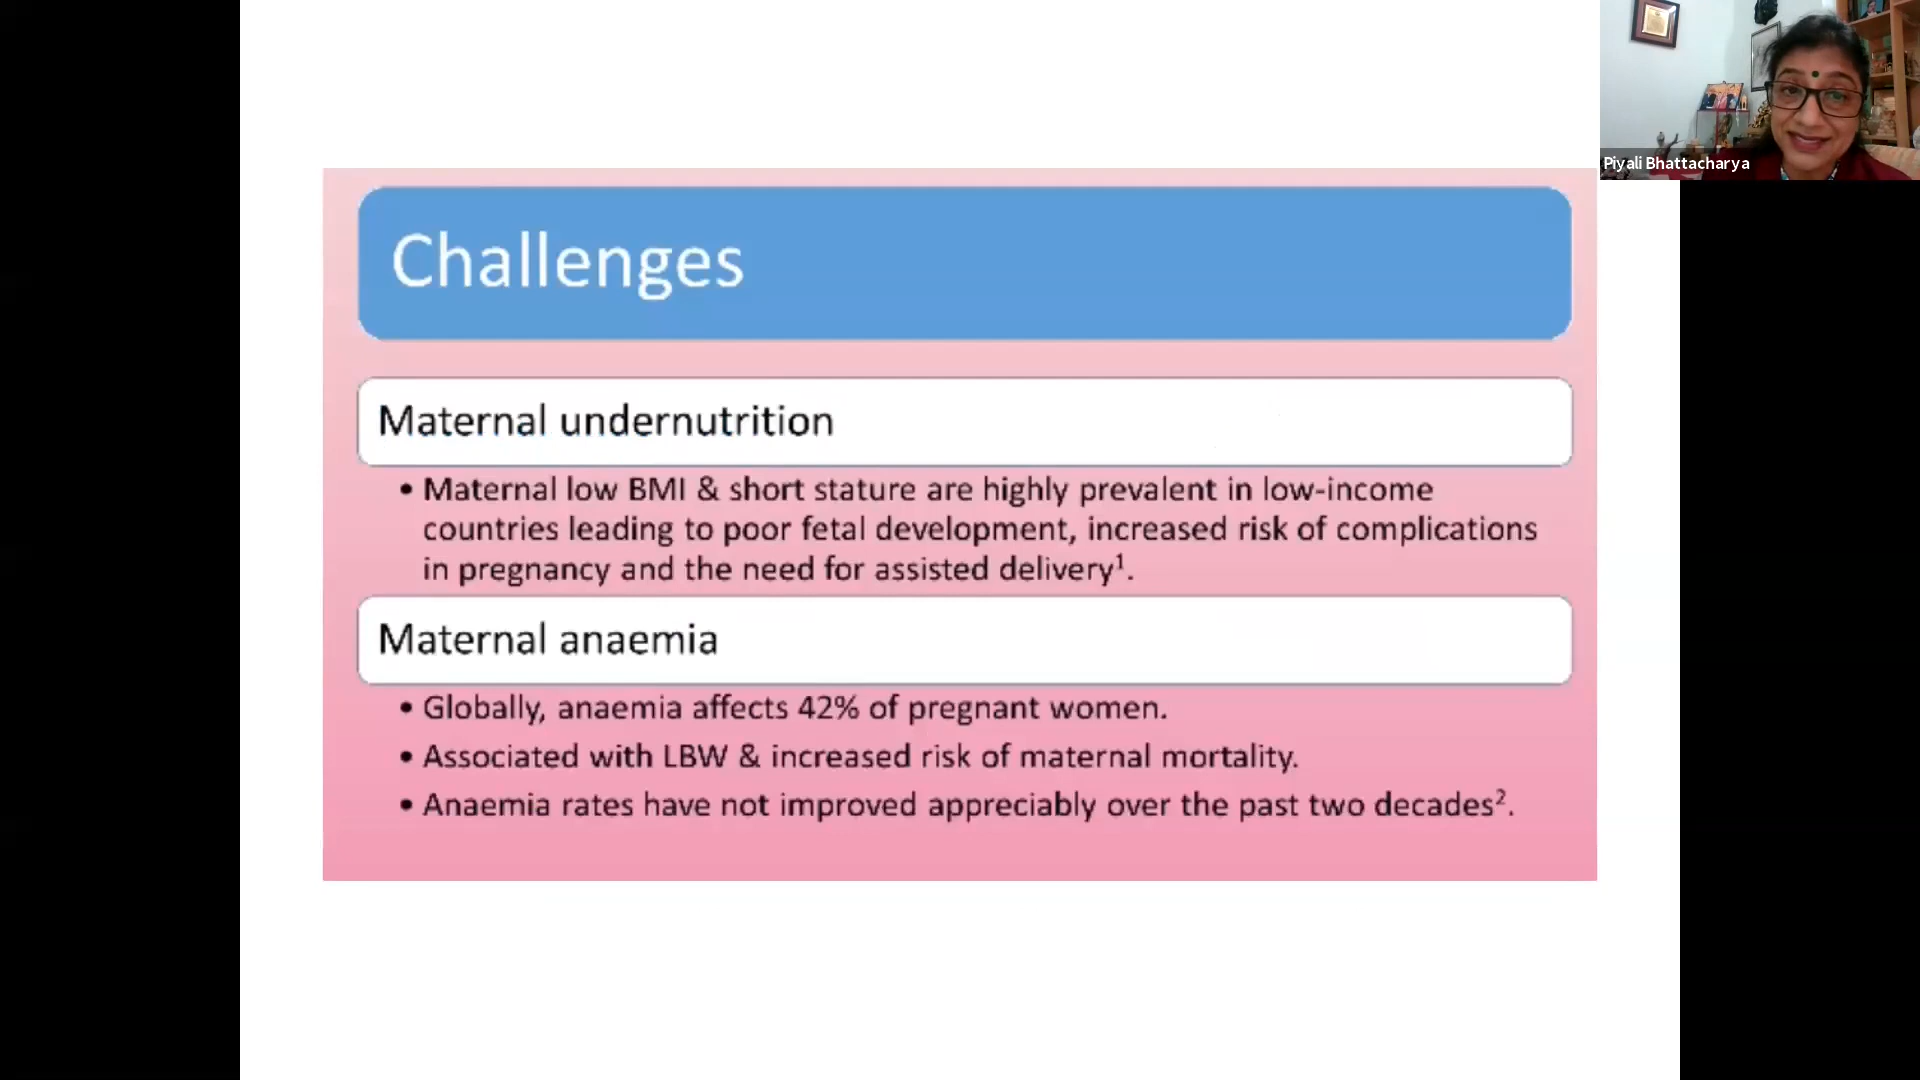 Piyali Bhattacharya
Challenges
Maternal undernutrition
• Maternal low BMI & short stature are highly prevalent in low-income
countries leading to poor fetal development, increased risk of complications
in pregnancy and the need for assisted delivery¹.
Maternal anaemia
• Globally, anaemia affects 42% of pregnant women.
• Associated with LBW & increased risk of maternal mortality.
• Anaemia rates have not improved appreciably over the past two decades².